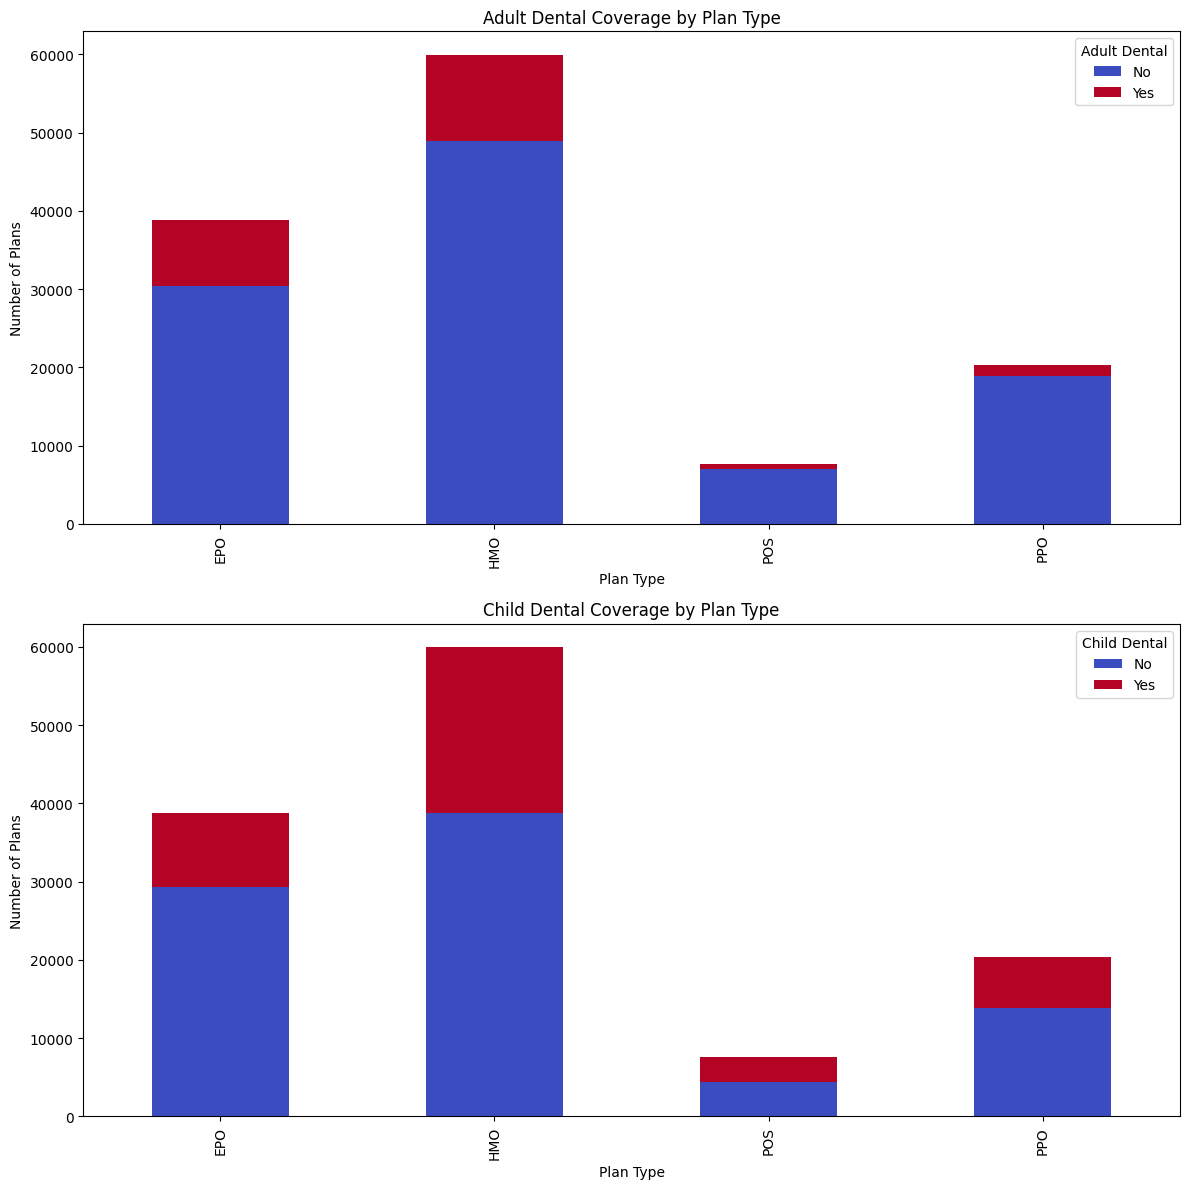 Adult Dental Coverage by Plan Type
Adult Dental
No
Yes
60000
50000
40000
30000
20000
10000
0
Number of Plans
EPO
HMO
POS
PPO
Plan Type
Child Dental Coverage by Plan Type
Child Dental
No
Yes
60000
50000
40000
30000
20000
10000
0
Number of Plans
EPO
HMO
POS
PPO
Plan Type